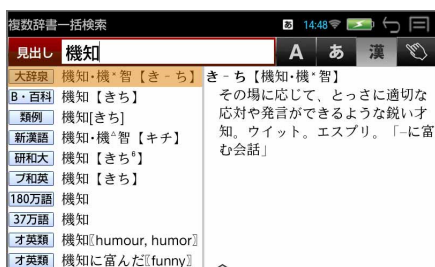 複数辞書一括検索
あ 14:48
見出し 機知 A あ 漢
大辞泉 機知・機×智【き‐ち】
B・百科 機知【きち】
類例 機知[きち]
新漢語 機知・機△智【キチ】
研和大 機知【きち⁶】
プ和英 機知【きち】
180万語 機知
37万語 機知
オ英類 機知〖humour, humor〗
オ英類 機知に富んだ〖funny〗
き‐ち【機知・機×智】
その場に応じて、とっさに適切な
応対や発言ができるような鋭い才
知。ウイット。エスプリ。「―に富
む会話」